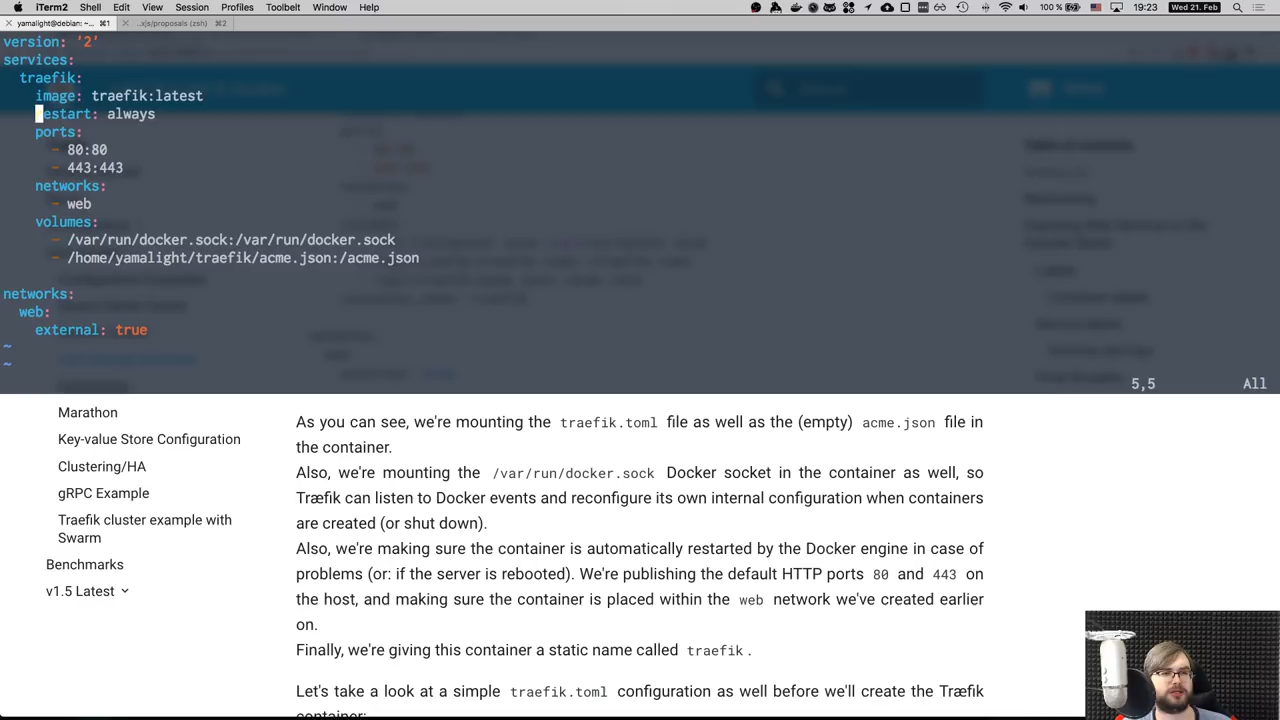 iTerm2 Shell Edit View Session Profiles Toolbelt Window Help 100 % 19:23 Wed 21. Feb
yamalight@debian: ~... ⌘1 ..xjs/proposals (zsh) ⌘2
version: '2'
services:
traefik:
image: traefik:latest
restart: always
ports:
- 80:80
- 443:443
networks:
- web
volumes:
- /var/run/docker.sock:/var/run/docker.sock
- /home/yamalight/traefik/acme.json:/acme.json
networks:
web:
external: true
~
~
5,5 All
Marathon
Key-value Store Configuration
Clustering/HA
gRPC Example
Traefik cluster example with
Swarm
Benchmarks
v1.5 Latest
As you can see, we're mounting the traefik.toml file as well as the (empty) acme.json file in
the container.
Also, we're mounting the /var/run/docker.sock Docker socket in the container as well, so
Træfik can listen to Docker events and reconfigure its own internal configuration when containers
are created (or shut down).
Also, we're making sure the container is automatically restarted by the Docker engine in case of
problems (or: if the server is rebooted). We're publishing the default HTTP ports 80 and 443 on
the host, and making sure the container is placed within the web network we've created earlier
on.
Finally, we're giving this container a static name called traefik.
Let's take a look at a simple traefik.toml configuration as well before we'll create the Træfik
container: